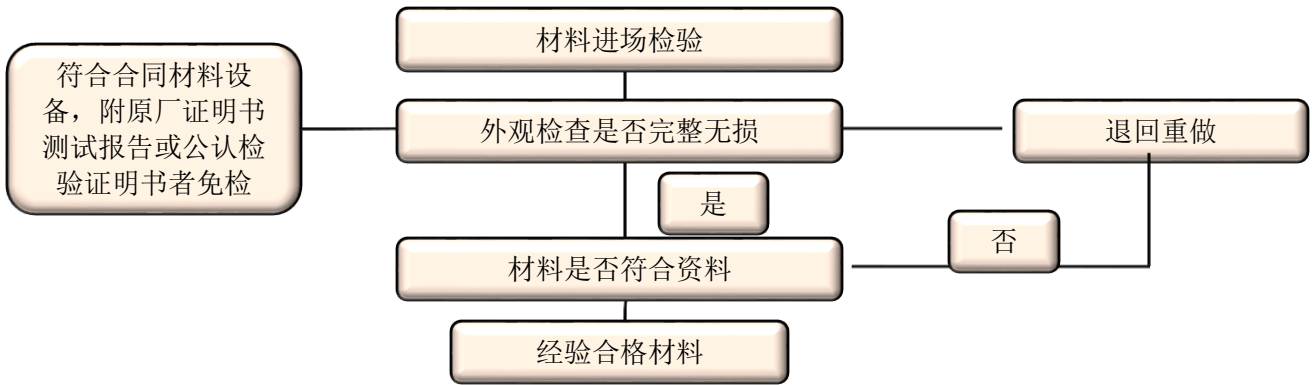 材料进场检验
符合合同材料设
备，附原厂证明书
测试报告或公认检
验证明书者免检
外观检查是否完整无损
退回重做
是
否
材料是否符合资料
经验合格材料